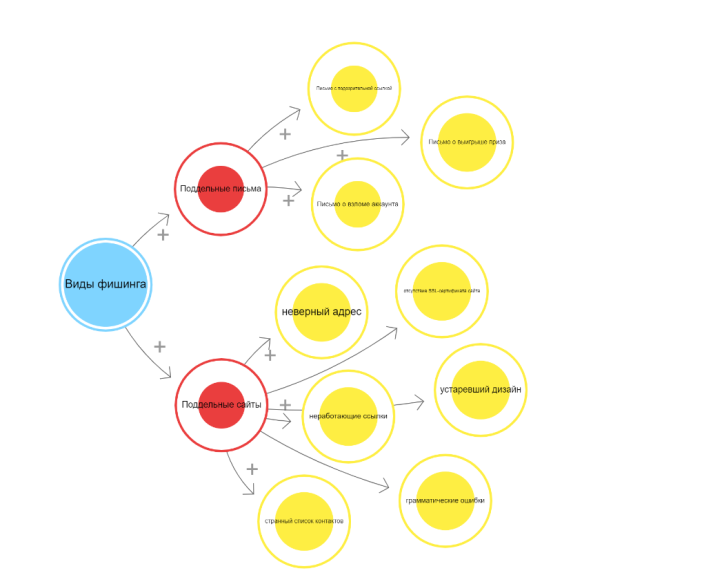 Письмо с подозрительной ссылкой
Письмо о выигрыше приза
Поддельные письма
Письмо о взломе аккаунта
Виды фишинга
неверный адрес
отсутствие SSL-сертификата сайта
устаревший дизайн
Поддельные сайты
неработающие ссылки
грамматические ошибки
странный список контактов